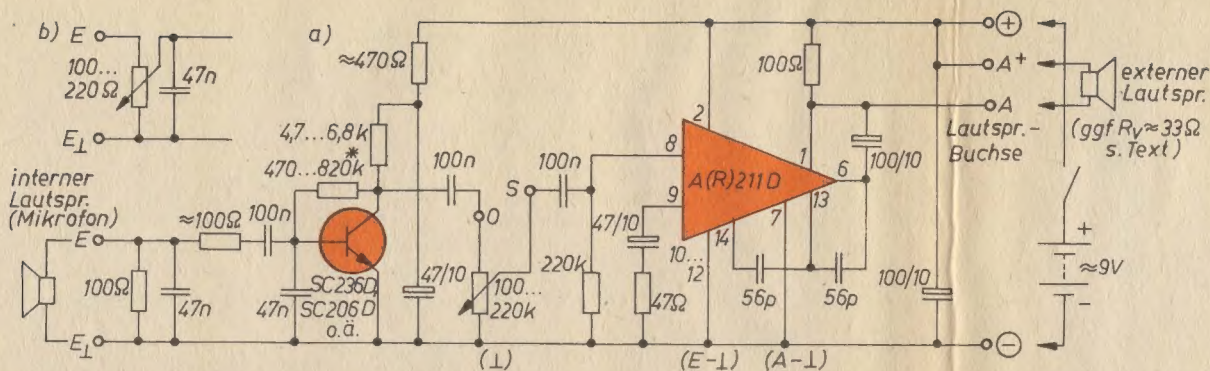 b)
E
100...
220Ω
47n
E⊥
a)
≈470Ω
4,7...6,8k
*
470...820k
100n
interner
Lautspr.
(Mikrofon)
E
≈100Ω
100n
100Ω
47n
47n
E⊥
SC236D,
SC206D
o.ä.
47/10
O
100...
220k
(⊥)
S
100n
220k
47/10
47Ω
2
8
9
A(R)211D
10...
12
14
7
1
13
6
56p
56p
(E-⊥)
(A-⊥)
100Ω
100/10
100/10
+
A+
A
Lautspr.-
Buchse
externer
Lautspr.
(ggf Rv≈33Ω
s. Text)
+
≈9V
−
−